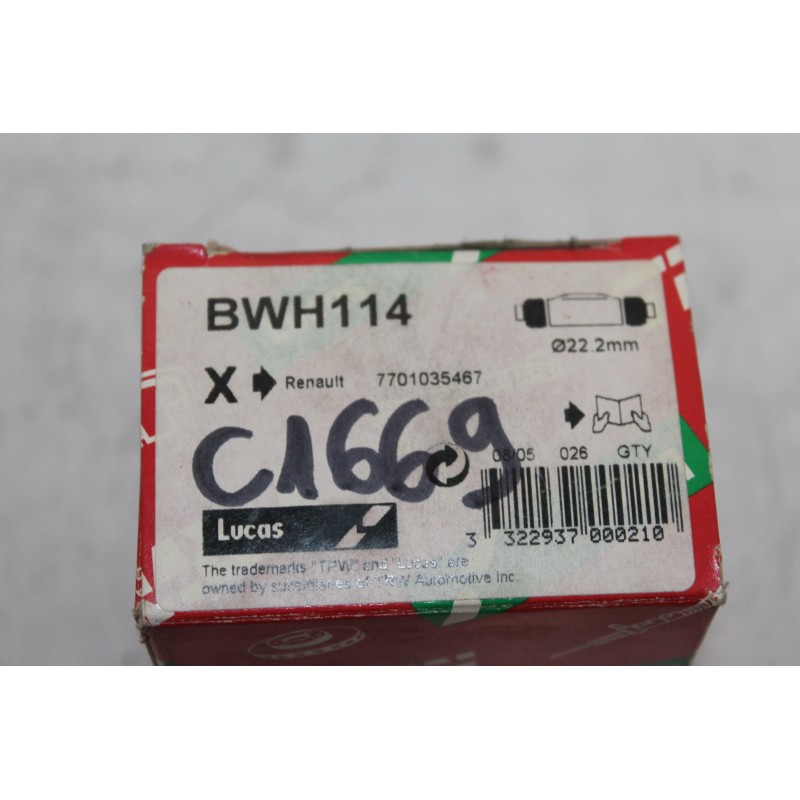 BWH114
Ø22.2mm
X Renault 7701035467
C1669
08/05 026 GTY
Lucas
3 322937 000210
The trademarks "TRW" and "Lucas" are
owned by subsidiaries of TRW Automotive Inc.